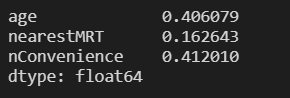 age 0.406079
nearestMRT 0.162643
nConvenience 0.412010
dtype: float64